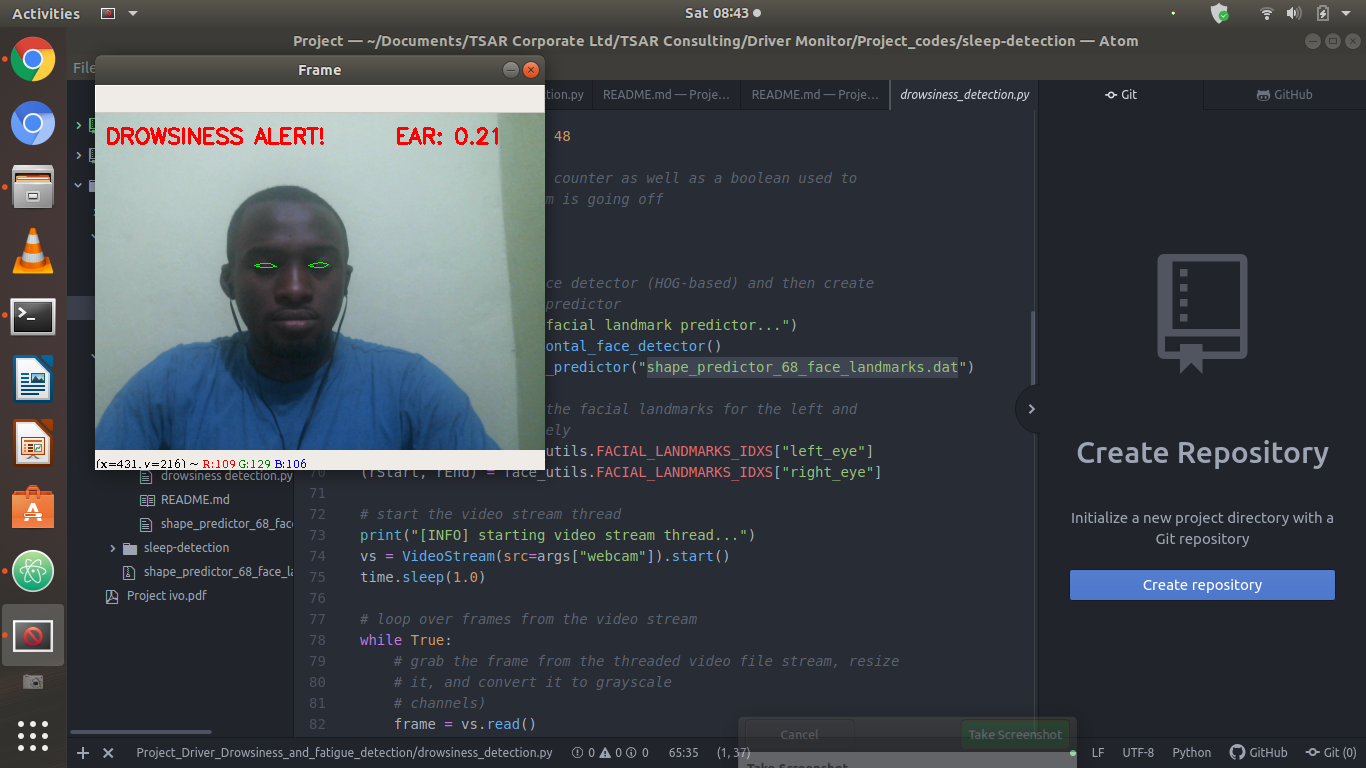 Activities
Sat 08:43
Project — ~/Documents/TSAR Corporate Ltd/TSAR Consulting/Driver Monitor/Project_codes/sleep-detection — Atom
File
Frame
tion.py
README.md — Proje…
README.md — Proje…
drowsiness_detection.py
Git
GitHub
DROWSINESS ALERT!
EAR: 0.21
48
counter as well as a boolean used to
m is going off
ce detector (HOG-based) and then create
predictor
facial landmark predictor...")
ontal_face_detector()
_predictor("shape_predictor_68_face_landmarks.dat")
the facial landmarks for the left and
ely
utils.FACIAL_LANDMARKS_IDXS["left_eye"]
70 (rStart, rEnd) = face_utils.FACIAL_LANDMARKS_IDXS["right_eye"]
71
72 # start the video stream thread
73 print("[INFO] starting video stream thread...")
74 vs = VideoStream(src=args["webcam"]).start()
75 time.sleep(1.0)
76
77 # loop over frames from the video stream
78 while True:
79 # grab the frame from the threaded video file stream, resize
80 # it, and convert it to grayscale
81 # channels)
82 frame = vs.read()
(x=431, y=216) ~ R:109 G:129 B:106
drowsiness detection.py
README.md
shape_predictor_68_face
sleep-detection
shape_predictor_68_face_la
Project ivo.pdf
Create Repository
Initialize a new project directory with a
Git repository
Create repository
Cancel
Take Screenshot
Take Screenshot
Project_Driver_Drowsiness_and_fatigue_detection/drowsiness_detection.py
0
0
0
65:35
(1, 37)
LF
UTF-8
Python
GitHub
Git (0)